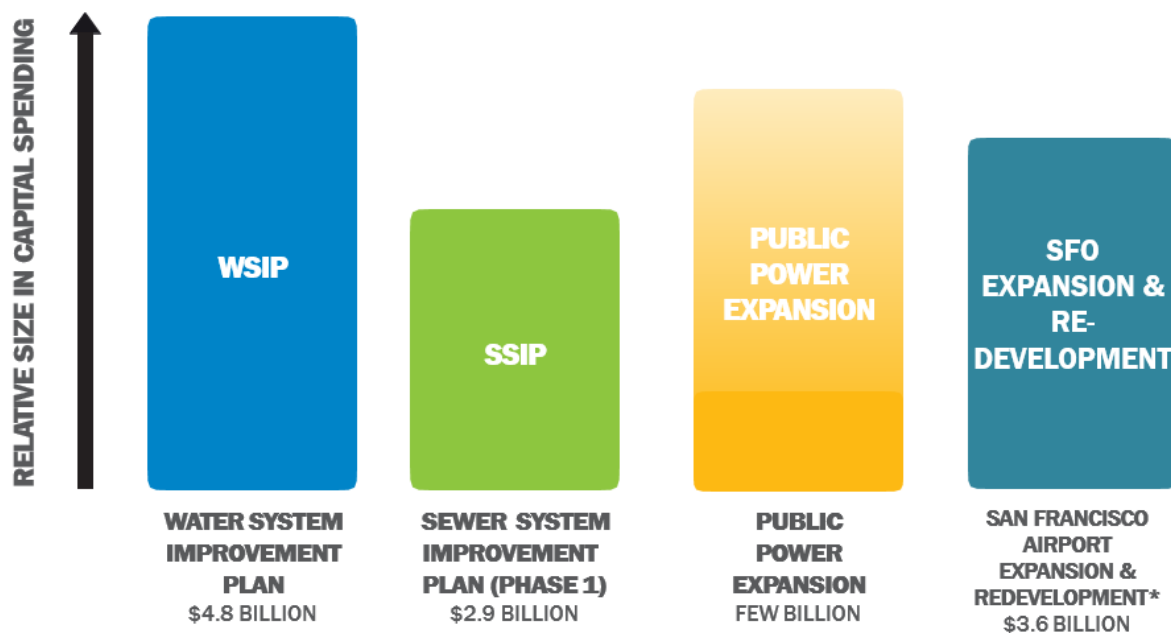 RELATIVE SIZE IN CAPITAL SPENDING
WSIP
SSIP
PUBLIC
POWER
EXPANSION
SFO
EXPANSION &
RE-
DEVELOPMENT
WATER SYSTEM
IMPROVEMENT
PLAN
$4.8 BILLION
SEWER SYSTEM
IMPROVEMENT
PLAN (PHASE 1)
$2.9 BILLION
PUBLIC
POWER
EXPANSION
FEW BILLION
SAN FRANCISCO
AIRPORT
EXPANSION &
REDEVELOPMENT*
$3.6 BILLION